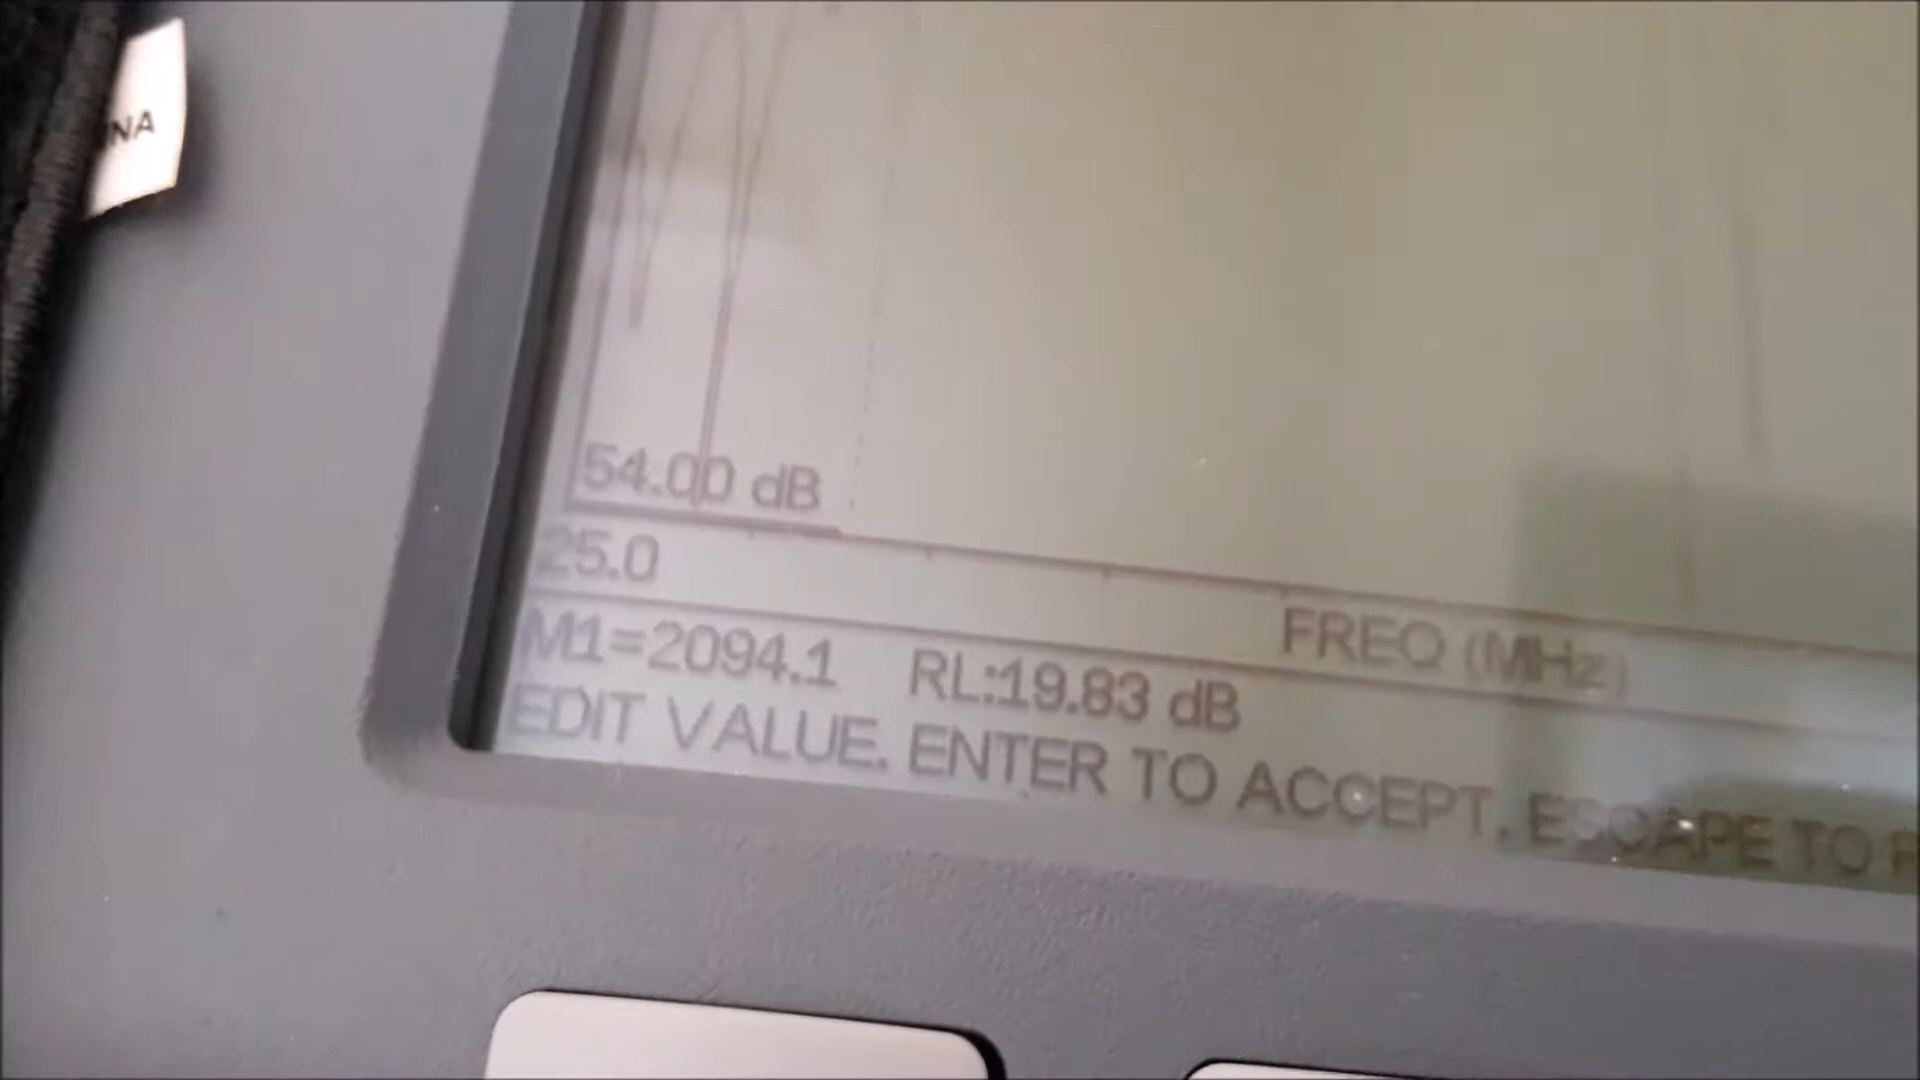 NA
54.00 dB
25.0
FREQ (MHz)
M1=2094.1 RL:19.83 dB
EDIT VALUE. ENTER TO ACCEPT. ESCAPE TO